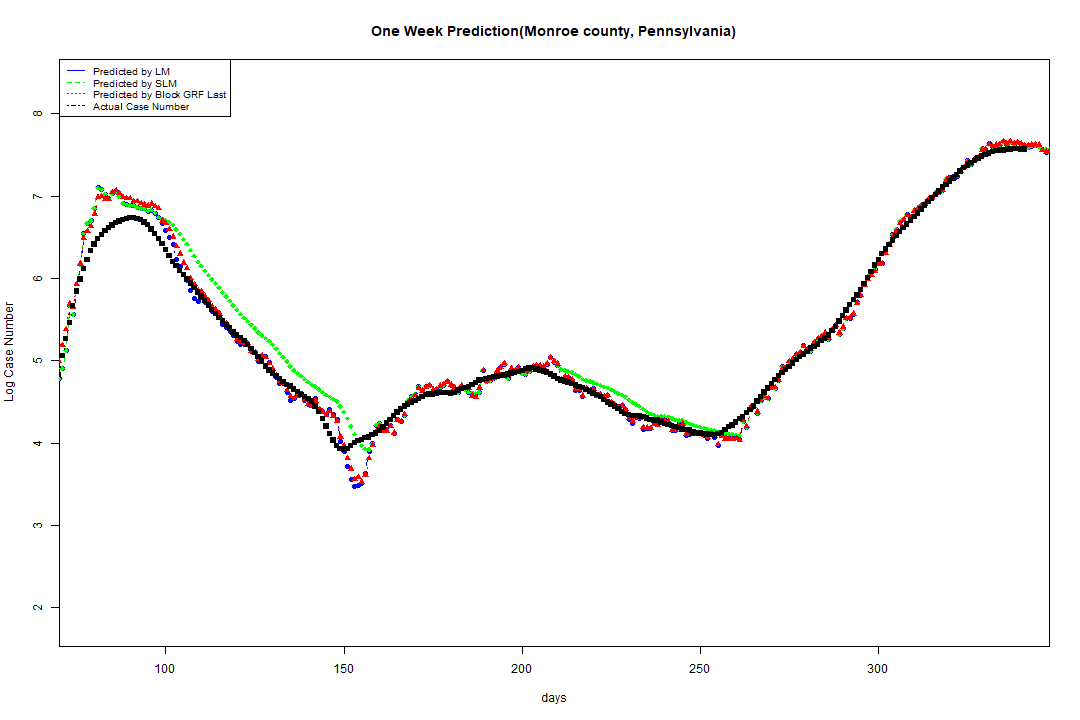 One Week Prediction(Monroe county, Pennsylvania)
Predicted by LM
Predicted by SLM
Predicted by Block GRF Last
Actual Case Number
8
7
6
5
4
3
2
Log Case Number
100 150 200 250 300
days